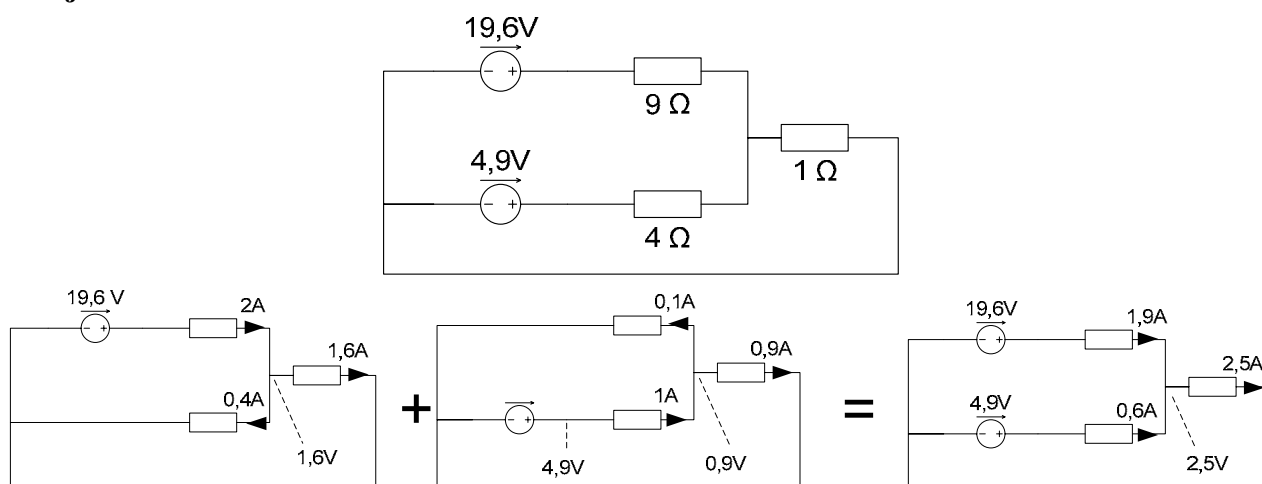 19,6V
9 Ω
4,9V
4 Ω
1 Ω
19,6 V
2A
1,6A
0,4A
1,6V
+
0,1A
0,9A
1A
4,9V
0,9V
=
19,6V
1,9A
2,5A
4,9V
0,6A
2,5V